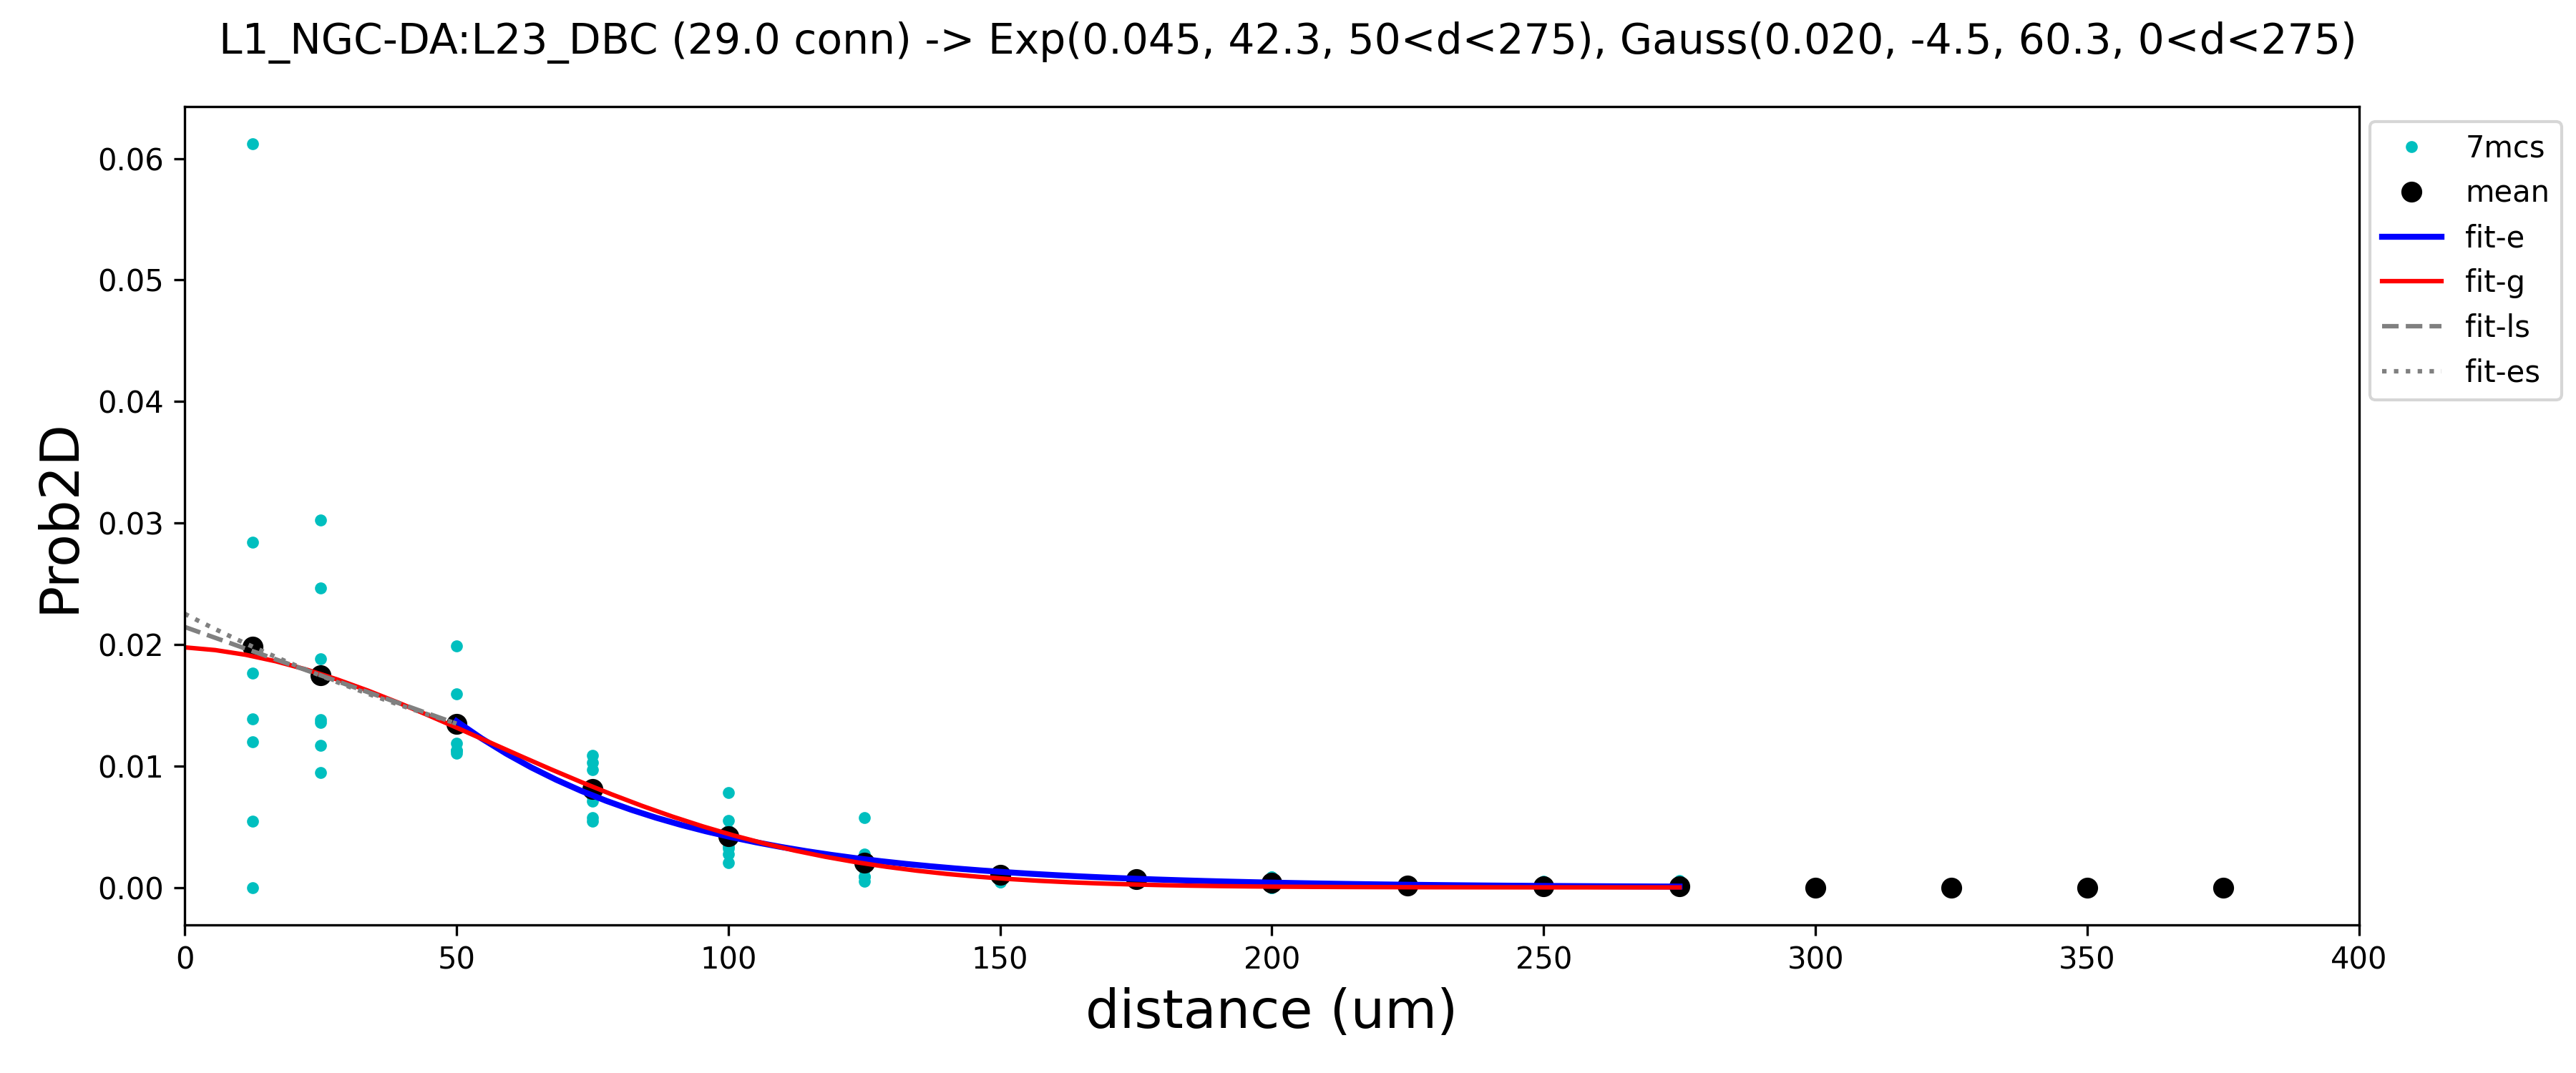 L1_NGC-DA:L23_DBC (29.0 conn) -> Exp(0.045, 42.3, 50<d<275), Gauss(0.020, -4.5, 60.3, 0<d<275)
0.06
0.05
0.04
0.03
0.02
0.01
0.00
Prob2D
0 50 100 150 200 250 300 350 400
distance (um)
7mcs
mean
fit-e
fit-g
fit-ls
fit-es